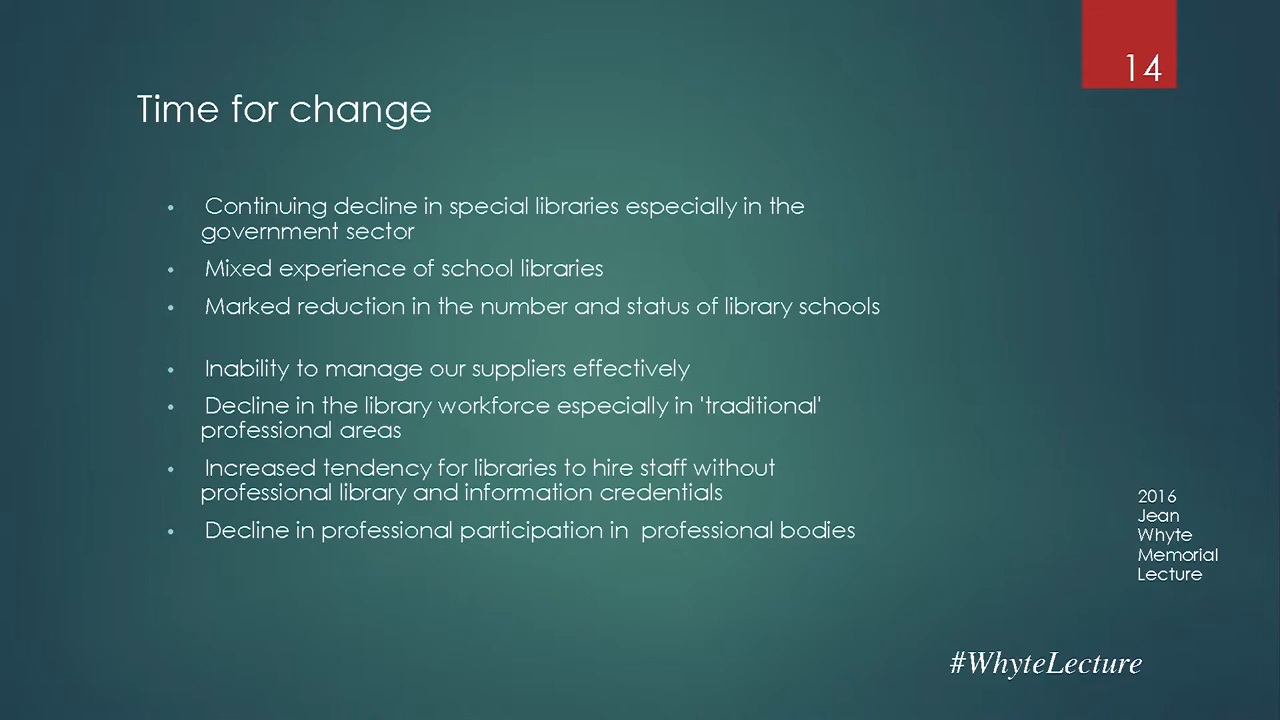 14
Time for change
• Continuing decline in special libraries especially in the
government sector
• Mixed experience of school libraries
• Marked reduction in the number and status of library schools
• Inability to manage our suppliers effectively
• Decline in the library workforce especially in 'traditional'
professional areas
• Increased tendency for libraries to hire staff without
professional library and information credentials
• Decline in professional participation in  professional bodies
2016
Jean
Whyte
Memorial
Lecture
#WhyteLecture